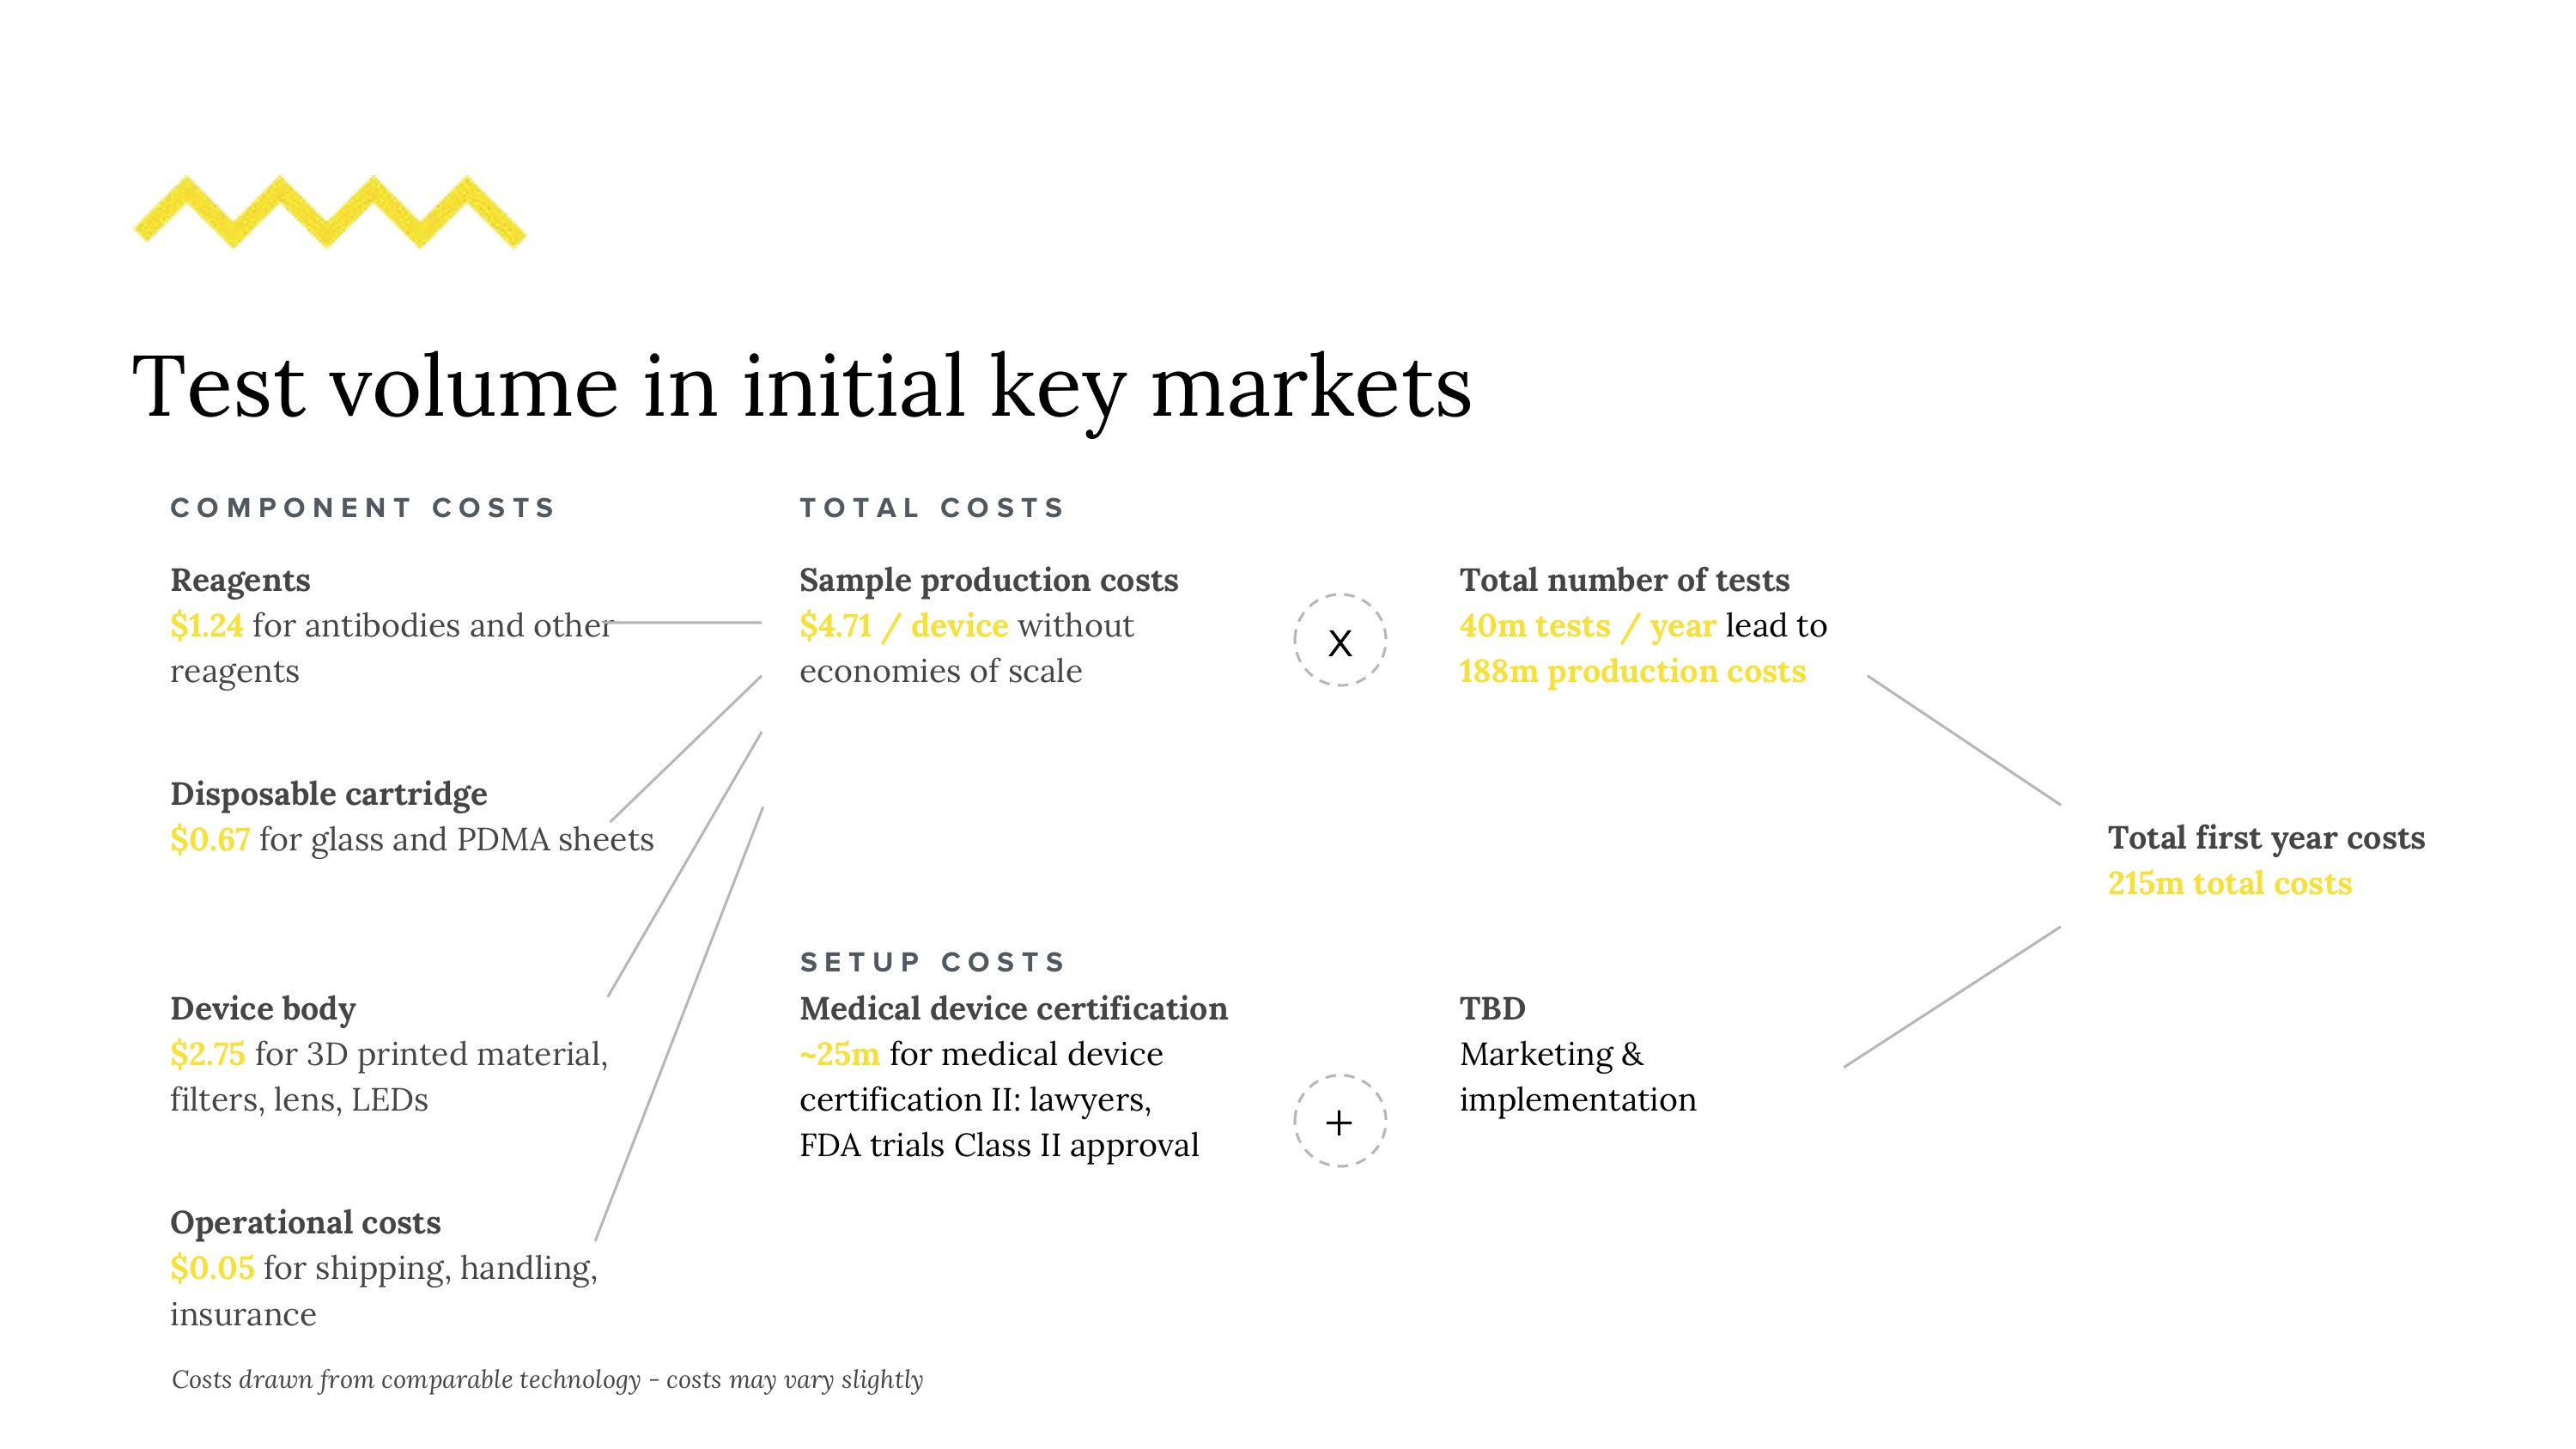 Test volume in initial key markets
COMPONENT COSTS
Reagents
$1.24 for antibodies and other
reagents
Disposable cartridge
$0.67 for glass and PDMA sheets
Device body
$2.75 for 3D printed material,
filters, lens, LEDs
Operational costs
$0.05 for shipping, handling,
insurance
TOTAL COSTS
Sample production costs
$4.71 / device without
economies of scale
X
Total number of tests
40m tests / year lead to
188m production costs
SETUP COSTS
Medical device certification
~25m for medical device
certification II: lawyers,
FDA trials Class II approval
+
TBD
Marketing &
implementation
Total first year costs
215m total costs
Costs drawn from comparable technology - costs may vary slightly